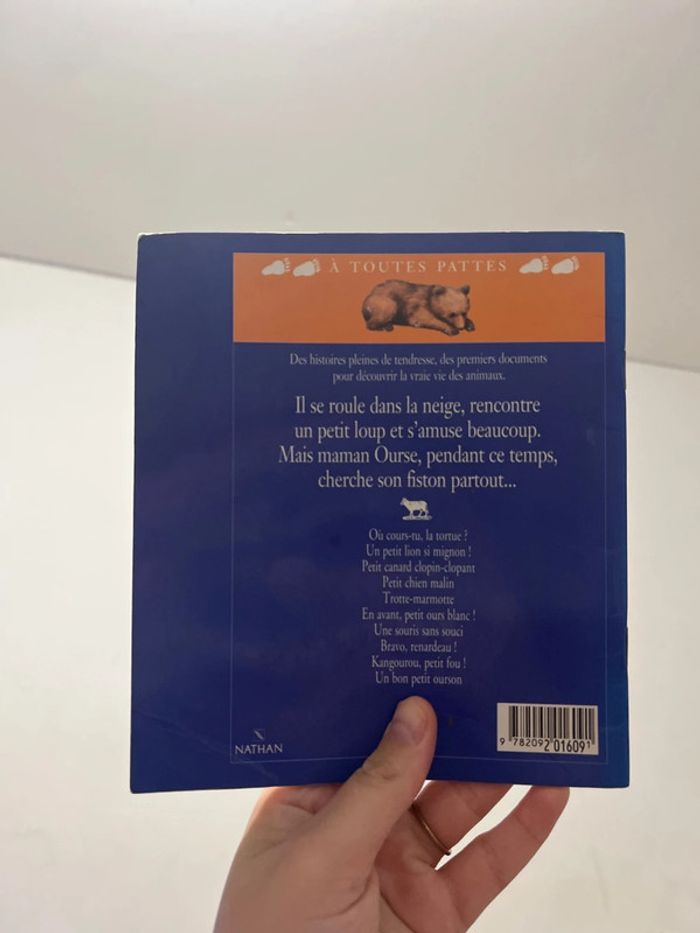 À TOUTES PATTES
Des histoires pleines de tendresse, des premiers documents
pour découvrir la vraie vie des animaux.
Il se roule dans la neige, rencontre
un petit loup et s'amuse beaucoup.
Mais maman Ourse, pendant ce temps,
cherche son fiston partout...
Où cours-tu, la tortue ?
Un petit lion si mignon !
Petit canard clopin-clopant
Petit chien malin
Trotte-marmotte
En avant, petit ours blanc !
Une souris sans souci
Bravo, renardeau !
Kangourou, petit fou !
Un bon petit ourson
NATHAN
9 782092 016091